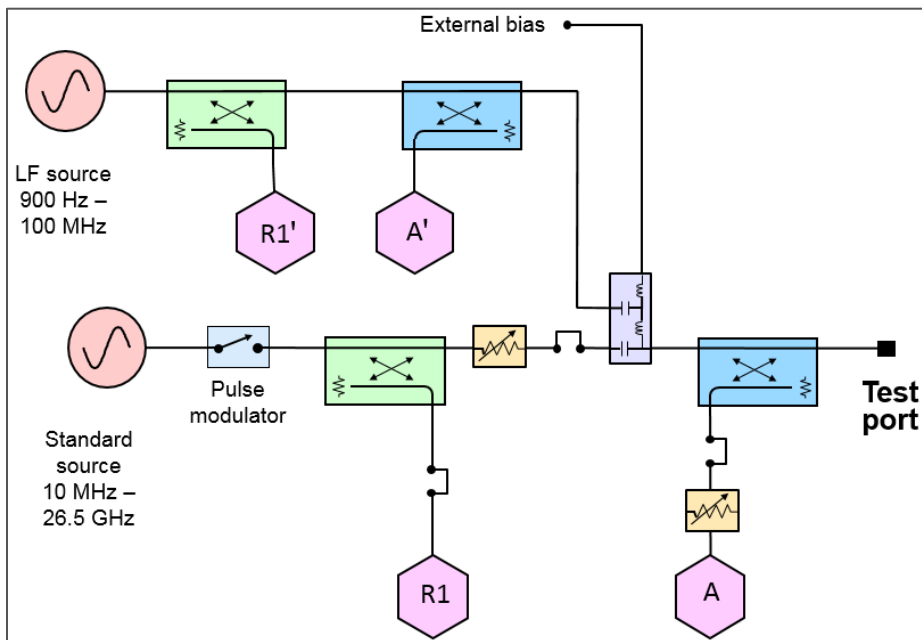 External bias
LF source
900 Hz –
100 MHz
R1'
A'
Pulse
modulator
Standard
source
10 MHz –
26.5 GHz
Test
port
R1
A